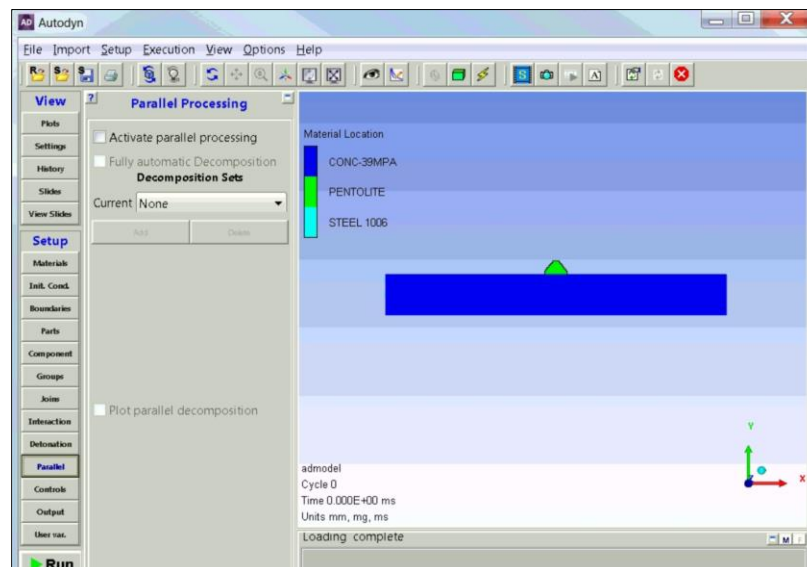 Autodyn
File Import Setup Execution View Options Help
View
Plots
Settings
History
Slides
View Slides
Setup
Materials
Init. Cond.
Boundaries
Parts
Component
Groups
Joins
Interaction
Detonation
Parallel
Controls
Output
User var.
Run
? Parallel Processing
Activate parallel processing
Fully automatic Decomposition
Decomposition Sets
Current None
Add Delete
Plot parallel decomposition
Material Location
CONC-39MPA
PENTOLITE
STEEL 1006
Y
X
admodel
Cycle 0
Time 0.000E+00 ms
Units mm, mg, ms
Loading complete
M